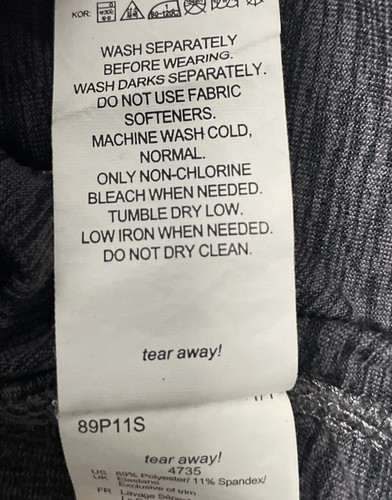 KOR:
WASH SEPARATELY
BEFORE WEARING.
WASH DARKS SEPARATELY.
DO NOT USE FABRIC
SOFTENERS.
MACHINE WASH COLD,
NORMAL.
ONLY NON-CHLORINE
BLEACH WHEN NEEDED.
TUMBLE DRY LOW.
LOW IRON WHEN NEEDED.
DO NOT DRY CLEAN.
tear away!
89P11S
tear away!
4735
US 89% Polyester/ 11% Spandex/
UK Elastane
Exclusive of trim
FR Lavage